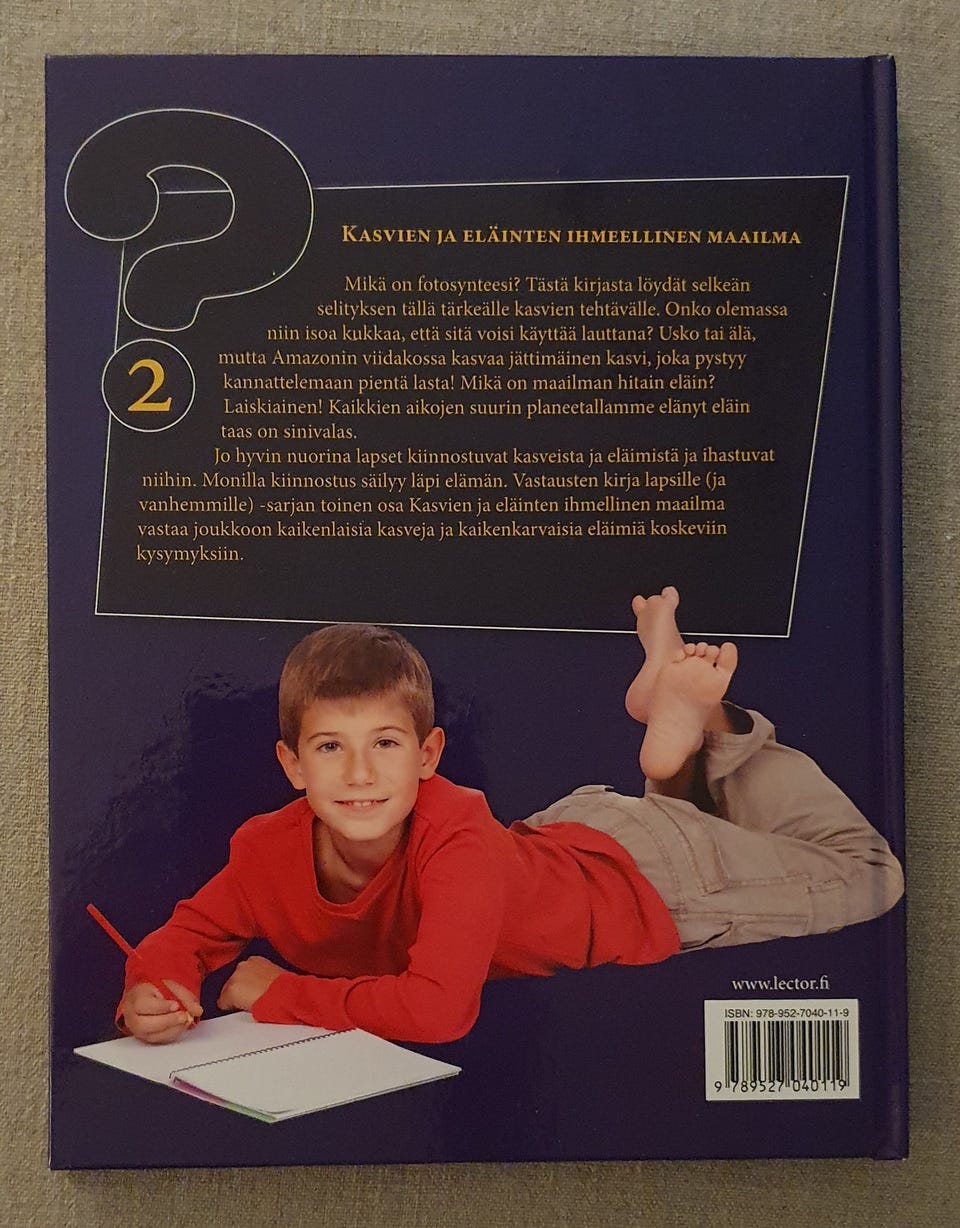 KASVIEN JA ELÄINTEN IHMEELLINEN MAAILMA
Mikä on fotosynteesi? Tästä kirjasta löydät selkeän
selityksen tällä tärkeälle kasvien tehtävälle. Onko olemassa
niin isoa kukkaa, että sitä voisi käyttää lauttana? Usko tai älä,
mutta Amazonin viidakossa kasvaa jättimäinen kasvi, joka pystyy
kannattelemaan pientä lasta! Mikä on maailman hitain eläin?
Laiskiainen! Kaikkien aikojen suurin planeetallamme elänyt eläin
taas on sinivalas.
Jo hyvin nuorina lapset kiinnostuvat kasveista ja eläimistä ja ihastuvat
niihin. Monilla kiinnostus säilyy läpi elämän. Vastausten kirja lapsille (ja
vanhemmille) -sarjan toinen osa Kasvien ja eläinten ihmellinen maailma
vastaa joukkoon kaikenlaisia kasveja ja kaikenkarvaisia eläimiä koskeviin
kysymyksiin.
2
www.lector.fi
ISBN: 978-952-7040-11-9
9 789527 040119